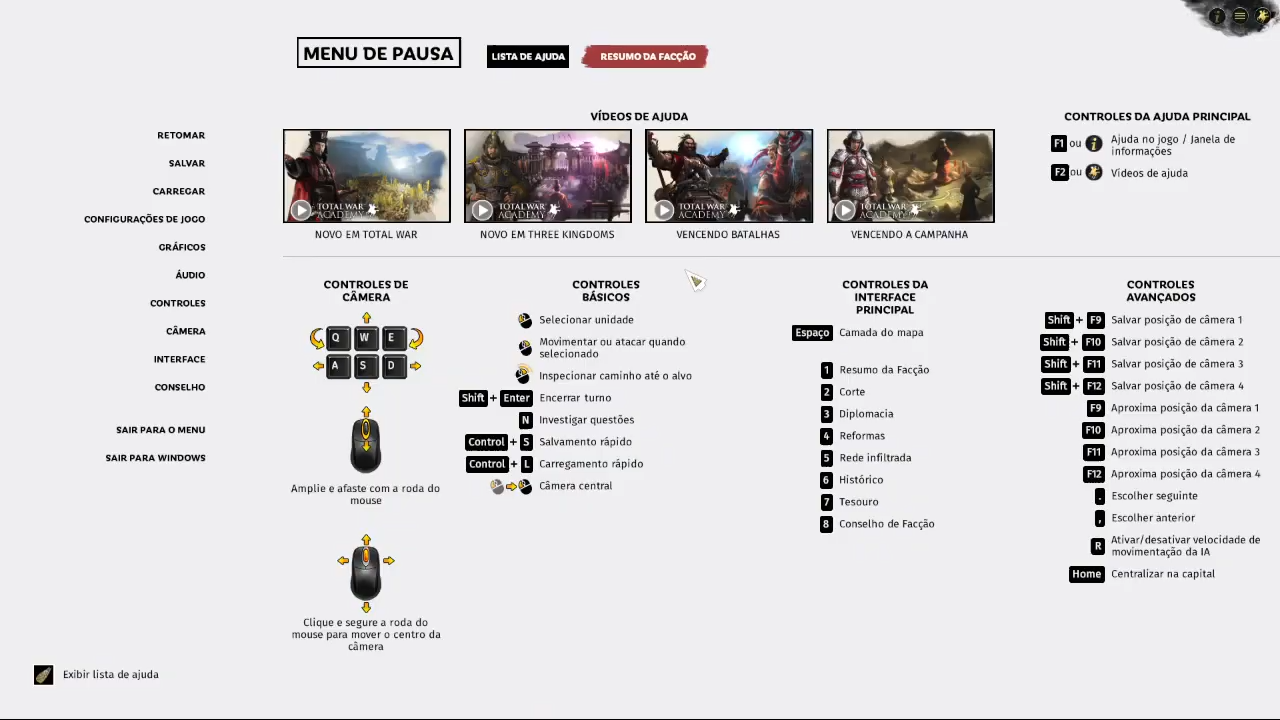 MENU DE PAUSA
LISTA DE AJUDA
RESUMO DA FACÇÃO
RETOMAR
SALVAR
CARREGAR
CONFIGURAÇÕES DE JOGO
GRÁFICOS
ÁUDIO
CONTROLES
CÂMERA
INTERFACE
CONSELHO
SAIR PARA O MENU
SAIR PARA WINDOWS
VÍDEOS DE AJUDA
TOTAL WAR
ACADEMY
NOVO EM TOTAL WAR
TOTAL WAR
ACADEMY
NOVO EM THREE KINGDOMS
TOTAL WAR
ACADEMY
VENCENDO BATALHAS
TOTAL WAR
ACADEMY
VENCENDO A CAMPANHA
CONTROLES DA AJUDA PRINCIPAL
F1 ou i Ajuda no jogo / Janela de
informações
F2 ou Vídeos de ajuda
CONTROLES DE
CÂMERA
Q W E
A S D
Amplie e afaste com a roda do
mouse
Clique e segure a roda do
mouse para mover o centro da
câmera
CONTROLES
BÁSICOS
Selecionar unidade
Movimentar ou atacar quando
selecionado
Inspecionar caminho até o alvo
Shift + Enter Encerrar turno
N Investigar questões
Control + S Salvamento rápido
Control + L Carregamento rápido
Câmera central
CONTROLES DA
INTERFACE
PRINCIPAL
Espaço Camada do mapa
1 Resumo da Facção
2 Corte
3 Diplomacia
4 Reformas
5 Rede infiltrada
6 Histórico
7 Tesouro
8 Conselho de Facção
CONTROLES
AVANÇADOS
Shift + F9 Salvar posição de câmera 1
Shift + F10 Salvar posição de câmera 2
Shift + F11 Salvar posição de câmera 3
Shift + F12 Salvar posição de câmera 4
F9 Aproxima posição da câmera 1
F10 Aproxima posição da câmera 2
F11 Aproxima posição da câmera 3
F12 Aproxima posição da câmera 4
. Escolher seguinte
, Escolher anterior
R Ativar/desativar velocidade de
movimentação da IA
Home Centralizar na capital
Exibir lista de ajuda